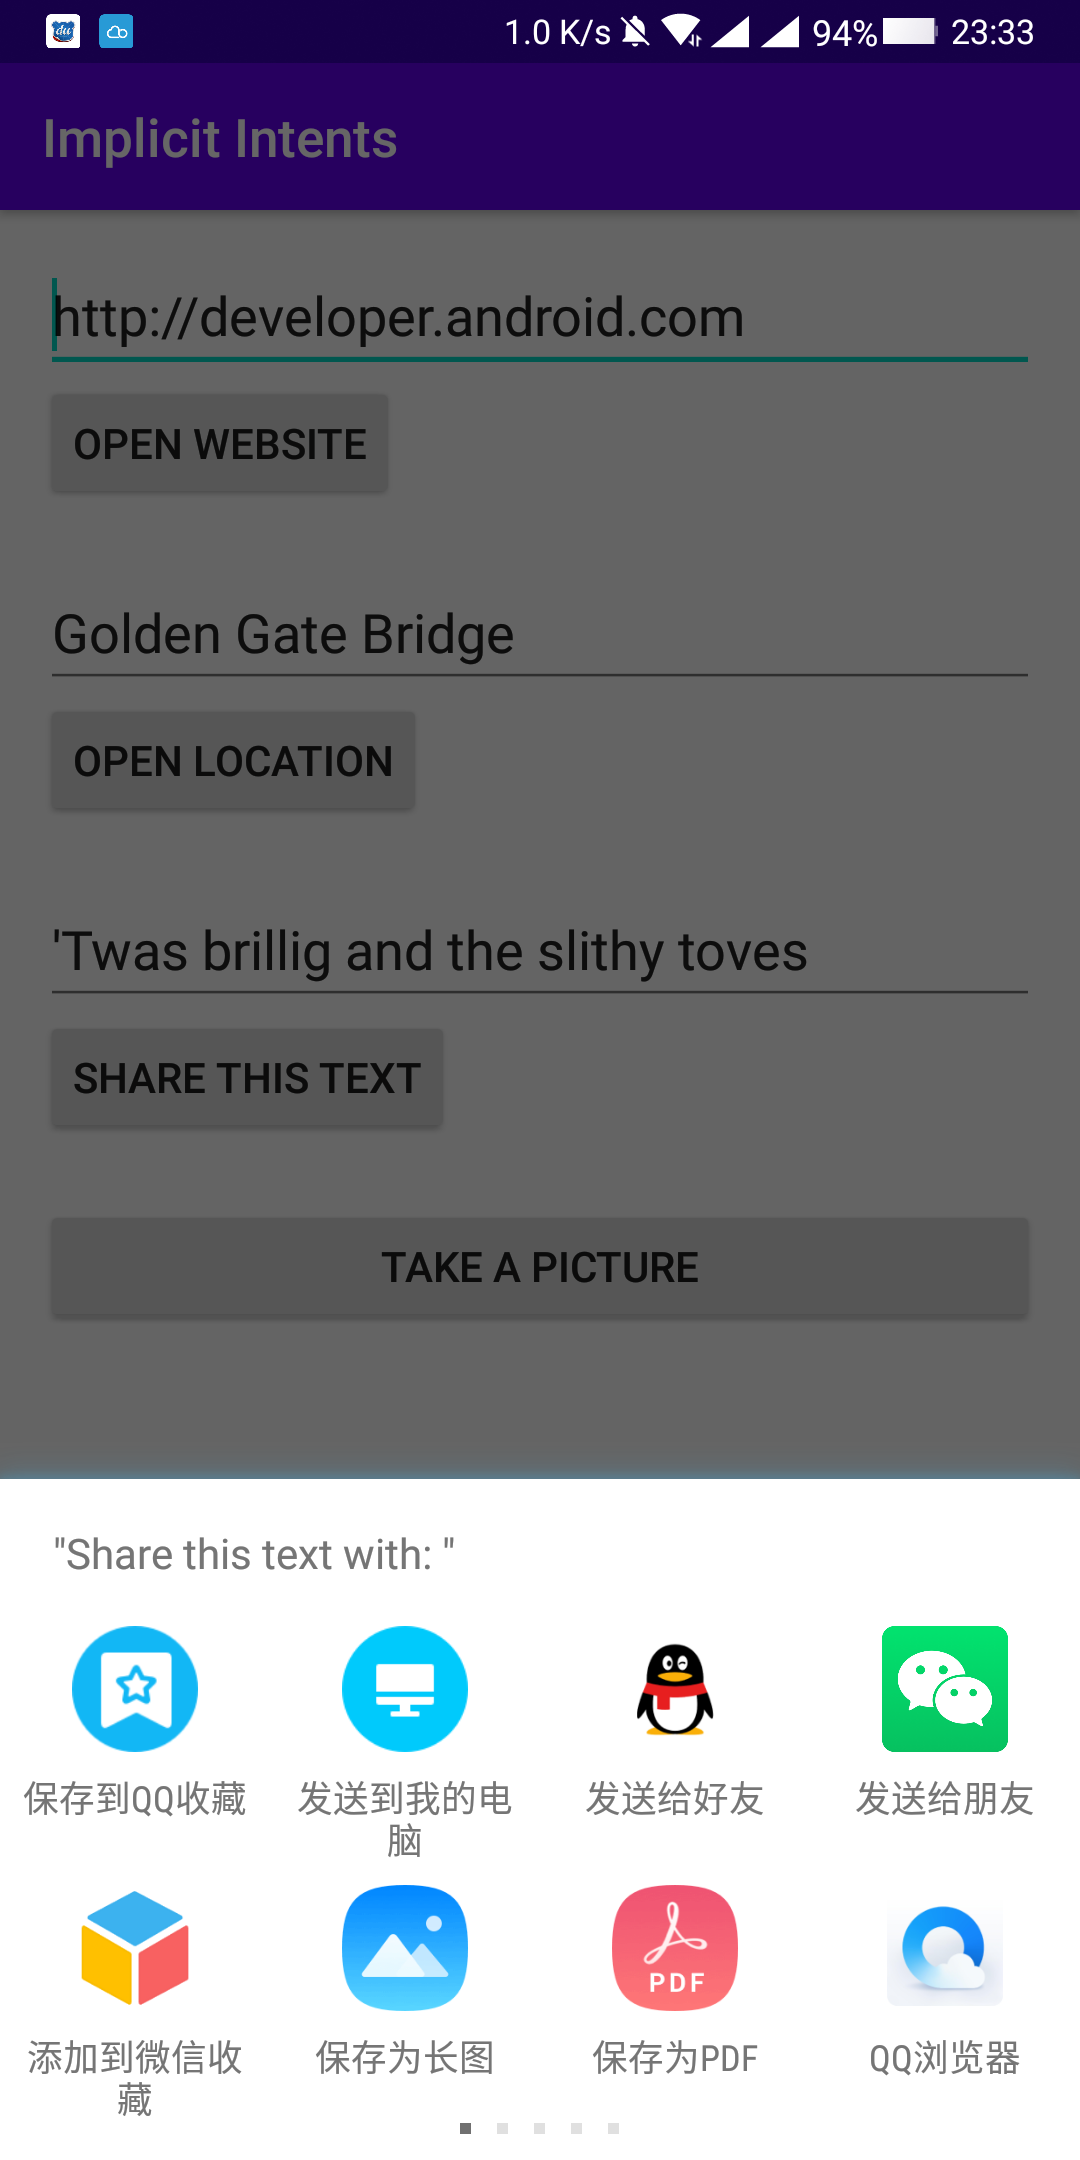 du
1.0 K/s 94% 23:33
Implicit Intents
http://developer.android.com
OPEN WEBSITE
Golden Gate Bridge
OPEN LOCATION
'Twas brillig and the slithy toves
SHARE THIS TEXT
TAKE A PICTURE
"Share this text with: "
保存到QQ收藏
发送到我的电
脑
发送给好友
发送给朋友
PDF
添加到微信收
藏
保存为长图
保存为PDF
QQ浏览器